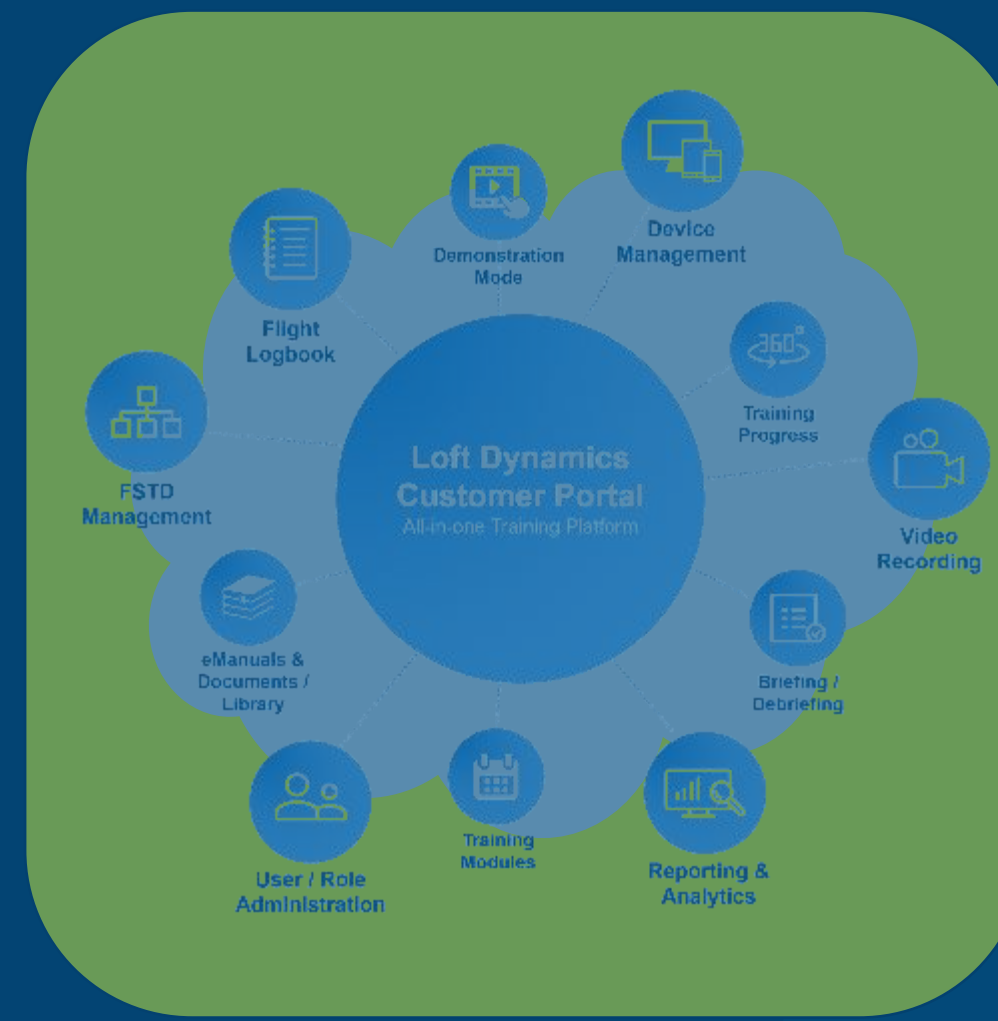 Device
Management
Demonstration
Mode
Flight
Logbook
360°
Training
Progress
Loft Dynamics
Customer Portal
All-in-one Training Platform
FSTD
Management
Video
Recording
eManuals &
Documents /
Library
Briefing /
Debriefing
Training
Modules
User / Role
Administration
Reporting &
Analytics